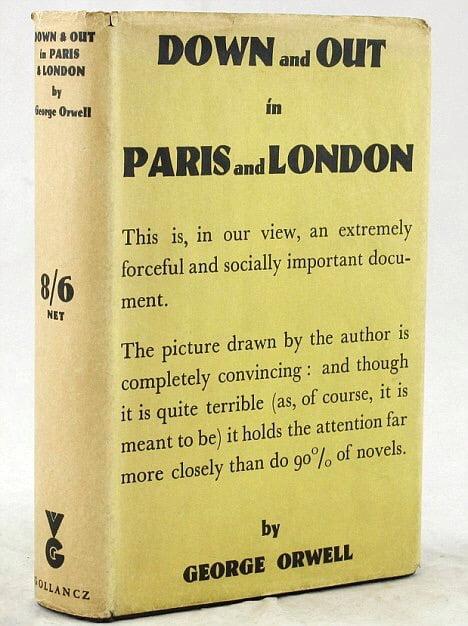 DOWN & OUT
in PARIS
& LONDON
by
George Orwell
8/6
NET
VG
GOLLANCZ
DOWN and OUT
in
PARIS and LONDON
This is, in our view, an extremely
forceful and socially important docu-
ment.
The picture drawn by the author is
completely convincing : and though
it is quite terrible (as, of course, it is
meant to be) it holds the attention far
more closely than do 90% of novels.
by
GEORGE ORWELL